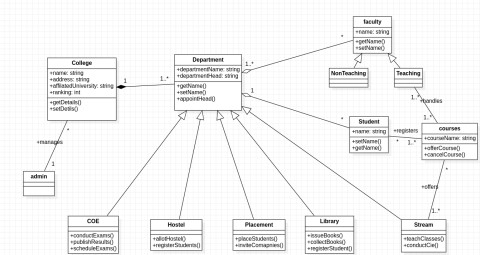 faculty
+name: string
+getName()
setName()
College
+name: string
+address: string
+affliatedUniversity: string
+ranking: int
+getDetails()
+setDetils()
Department
+departmentName: string
+departmentHead: string
+getName()
+setName()
+appointHead()
1
1..*
1..*
*
1
*
NonTeaching
Teaching
1..*
+handles
1..*
Student
+name: string
+setName()
+getName()
*
+registers
1..*
courses
+courseName: string
+offerCourse()
+cancelCourse()
*
+manages
1
admin
*
+offers
1..*
COE
+conductExams()
+publishResults()
+scheduleExams()
Hostel
+allotHostel()
+registerStudents()
Placement
+placeStudents()
+inviteComapnies()
Library
+issueBooks()
+collectBooks()
+registerStudent()
Stream
+teachClasses()
+conductCie()